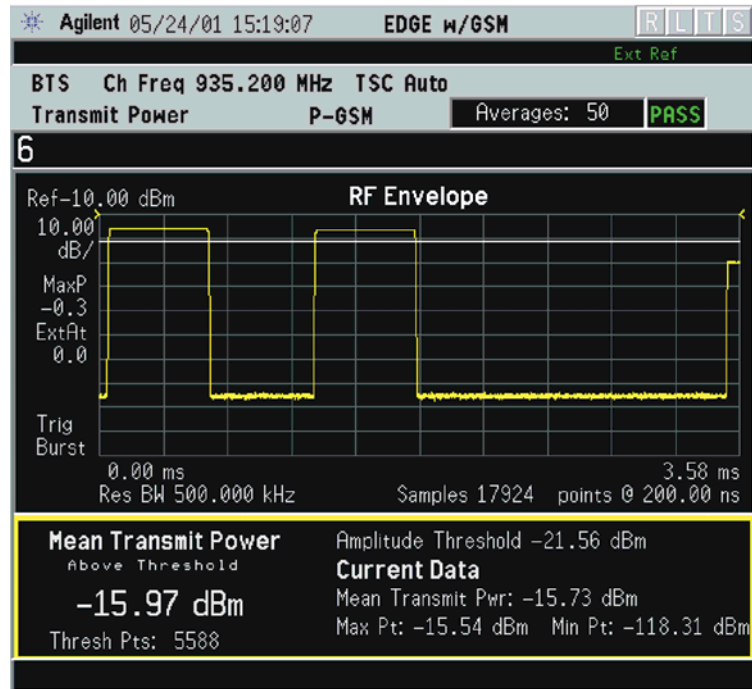 Agilent 05/24/01 15:19:07 EDGE w/GSM R L T S
Ext Ref
BTS Ch Freq 935.200 MHz TSC Auto
Transmit Power P-GSM Averages: 50 PASS
6
Ref-10.00 dBm RF Envelope
10.00
dB/
MaxP
-0.3
ExtAt
0.0
Trig
Burst
0.00 ms 3.58 ms
Res BW 500.000 kHz Samples 17924 points @ 200.00 ns
Mean Transmit Power
Above Threshold
-15.97 dBm
Thresh Pts: 5588
Amplitude Threshold -21.56 dBm
Current Data
Mean Transmit Pwr: -15.73 dBm
Max Pt: -15.54 dBm Min Pt: -118.31 dBm